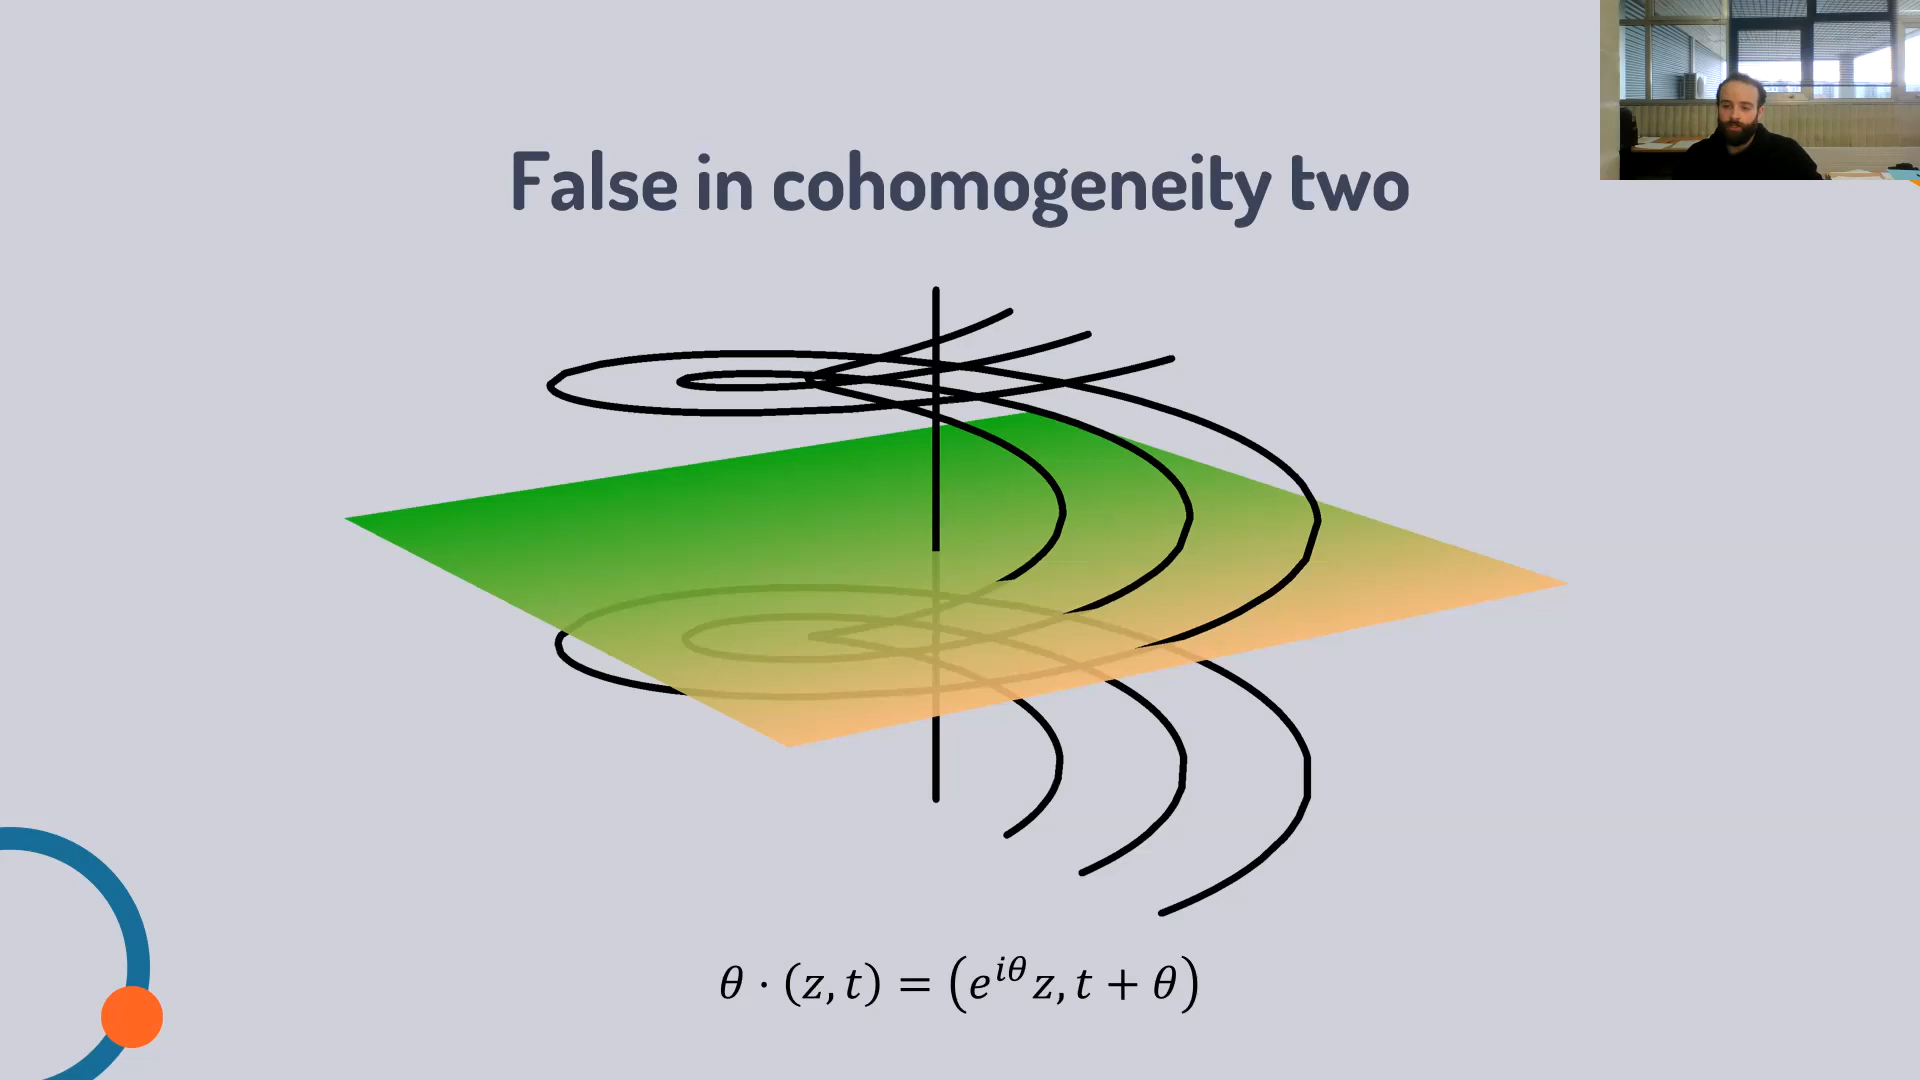 False in cohomogeneity two
θ · (z, t) = (e^{iθ} z, t + θ)